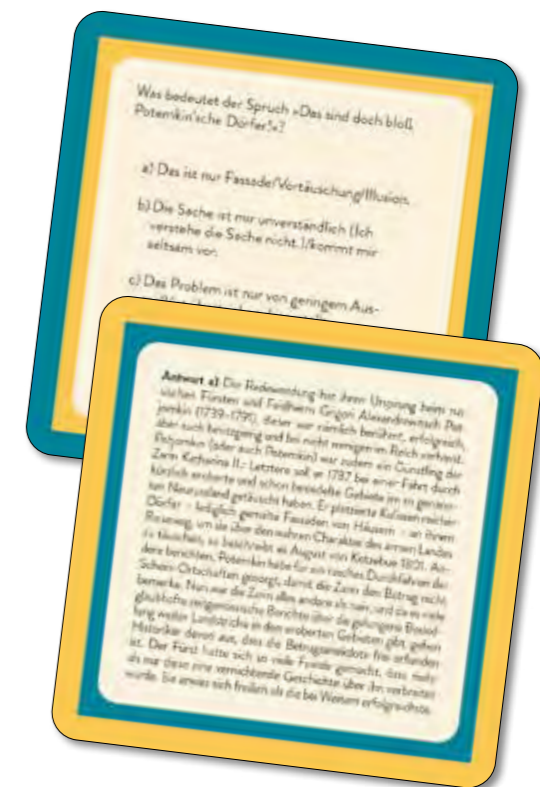 Was bedeutet der Spruch »Das sind doch bloß
Potemkin'sche Dörfer!«?
a) Das ist nur Fassade/Vortäuschung/Illusion.
b) Die Sache ist mir unverständlich (Ich
verstehe die Sache nicht.)/kommt mir
seltsam vor.
c) Das Problem ist nur von geringem Aus-
Antwort a) Die Redewendung hat ihren Ursprung beim rus-
sischen Fürsten und Feldherrn Grigori Alexandrowitsch Pot-
jomkin (1739–1791), dieser war nämlich berühmt, erfolgreich,
aber auch besitzgierig und bei nicht wenigen im Reich verhasst.
Potjomkin (oder auch Potemkin) war zudem ein Günstling der
Zarin Katharina II.: Letztere soll er 1787 bei einer Fahrt durch
kürzlich eroberte und schon besiedelte Gebiete im so genann-
ten Neurussland getäuscht haben. Er platzierte Kulissen reicher
Dörfer – lediglich gemalte Fassaden von Häusern – an ihrem
Reiseweg, um sie über den wahren Charakter des armen Landes
zu täuschen, so beschreibt es August von Kotzebue 1801. An-
dere berichten, Potemkin habe für ein rasches Durchfahren der
Schein-Ortschaften gesorgt, damit die Zarin den Betrug nicht
bemerke. Nun war die Zarin alles andere als naiv, und da es viele
glaubhafte zeitgenössische Berichte über die gelungene Besied-
lung weiter Landstriche in den eroberten Gebieten gibt, gehen
Historiker davon aus, dass die Betrugsanekdote frei erfunden
ist. Der Fürst hatte sich so viele Feinde gemacht, dass mehr
als nur diese eine vernichtende Geschichte über ihn verbreitet
wurde. Sie erwies sich freilich als die bei Weitem erfolgreichste.